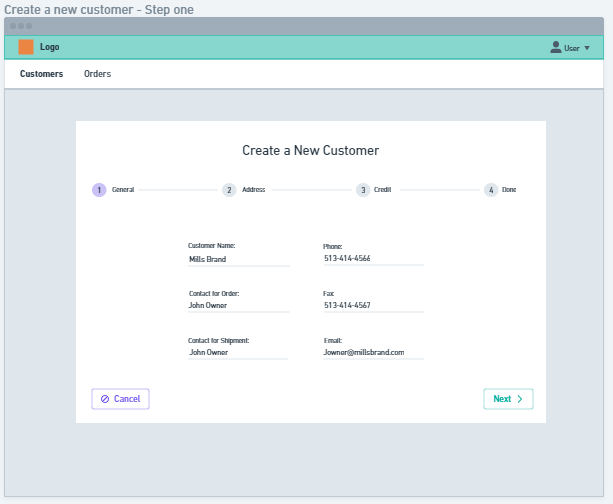 Create a new customer - Step one
Logo
User
Customers Orders
Create a New Customer
1 General 2 Address 3 Credit 4 Done
Customer Name: Phone:
Mills Brand 513-414-4566
Contact for Order: Fax:
John Owner 513-414-4567
Contact for Shipment: Email:
John Owner Jowner@millsbrand.com
Cancel Next